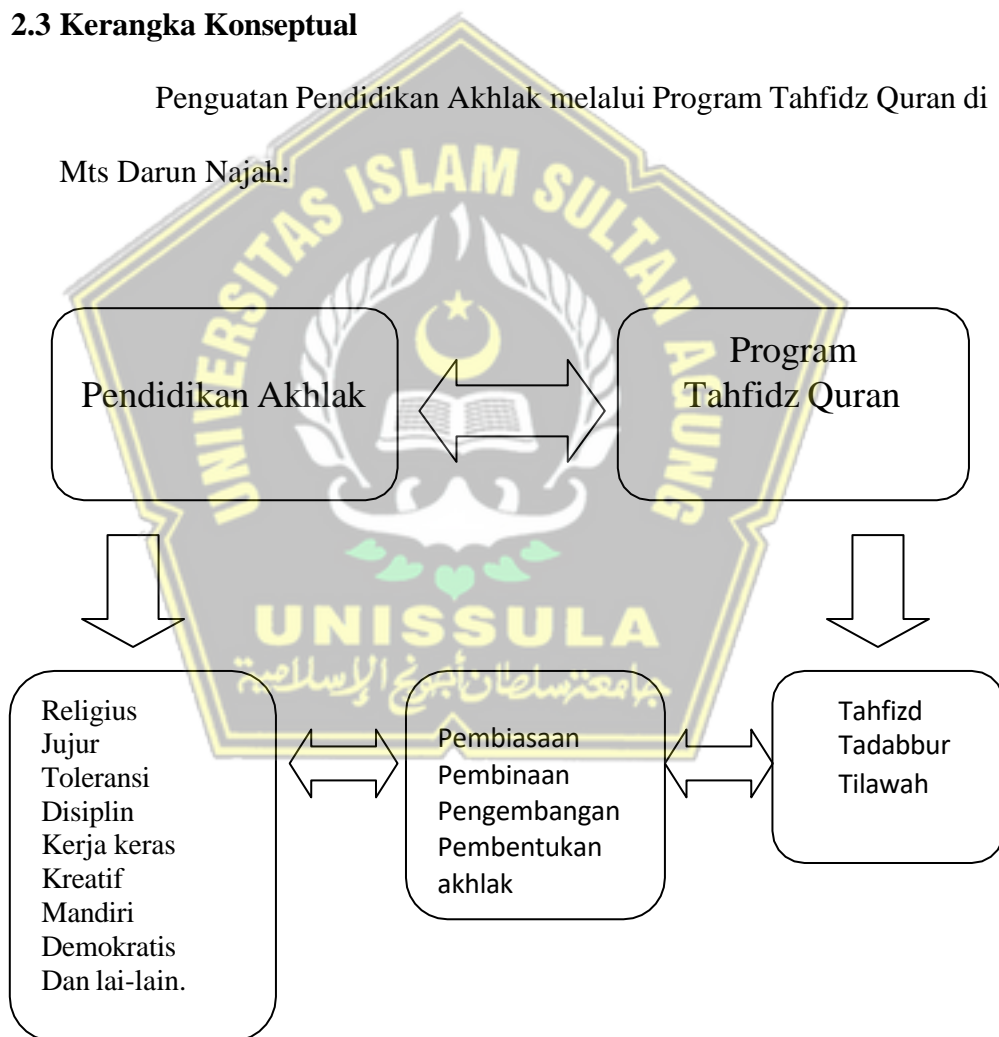 2.3 Kerangka Konseptual
Penguatan Pendidikan Akhlak melalui Program Tahfidz Quran di
Mts Darun Najah:
UNIVERSITAS ISLAM SULTAN AGUNG
Pendidikan Akhlak
Program
Tahfidz Quran
UNISSULA
جامعتنسلطان أجونج الإسلامية
Religius
Jujur
Toleransi
Disiplin
Kerja keras
Kreatif
Mandiri
Demokratis
Dan lai-lain.
Pembiasaan
Pembinaan
Pengembangan
Pembentukan
akhlak
Tahfizd
Tadabbur
Tilawah